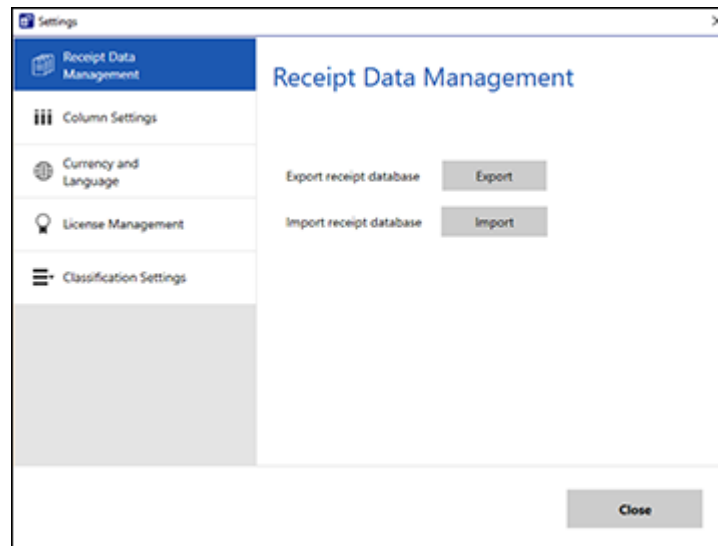 Settings
Receipt Data
Management
Column Settings
Currency and
Language
License Management
Classification Settings
Receipt Data Management
Export receipt database
Export
Import receipt database
Import
Close